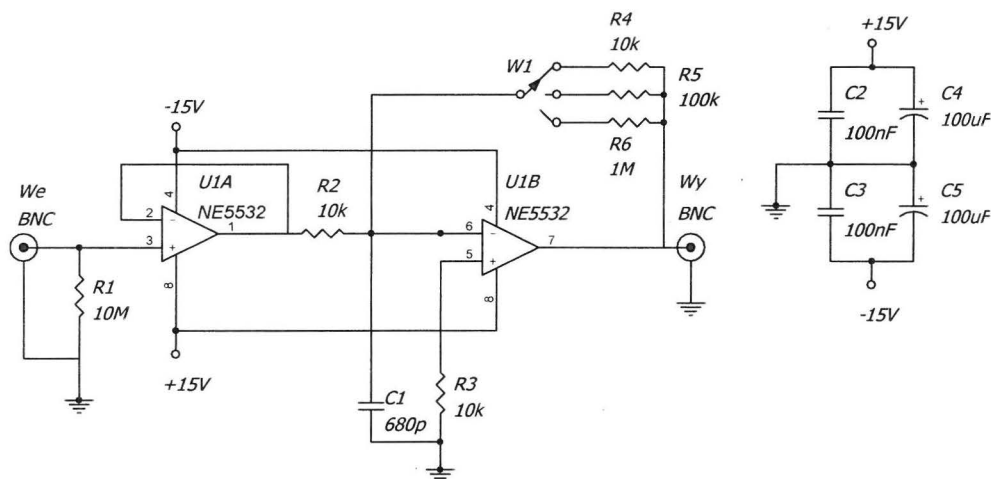 R4
10k
+15V
W1
R5
100k
-15V
C2
100nF
C4
100uF
R6
1M
4
U1A
R2
10k
U1B
NE5532
4
Wy
BNC
We
BNC
2
-
NE5532
1
3
+
6
-
7
5
+
C3
100nF
C5
100uF
8
8
R1
10M
-15V
+15V
C1
680p
R3
10k
+
+